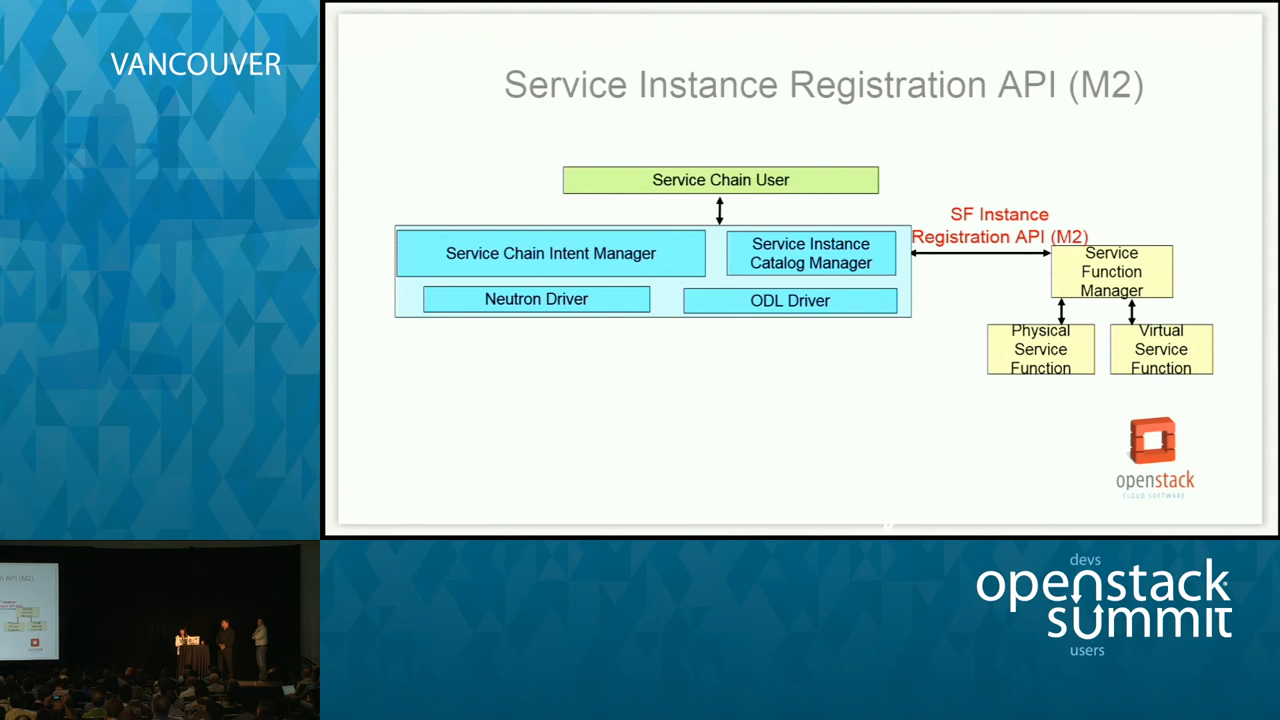 VANCOUVER
Service Instance Registration API (M2)
Service Chain User
SF Instance
Registration API (M2)
Service Chain Intent Manager
Service Instance
Catalog Manager
Neutron Driver
ODL Driver
Service
Function
Manager
Physical
Service
Function
Virtual
Service
Function
openstack
CLOUD SOFTWARE
devs
openstack
summit
users